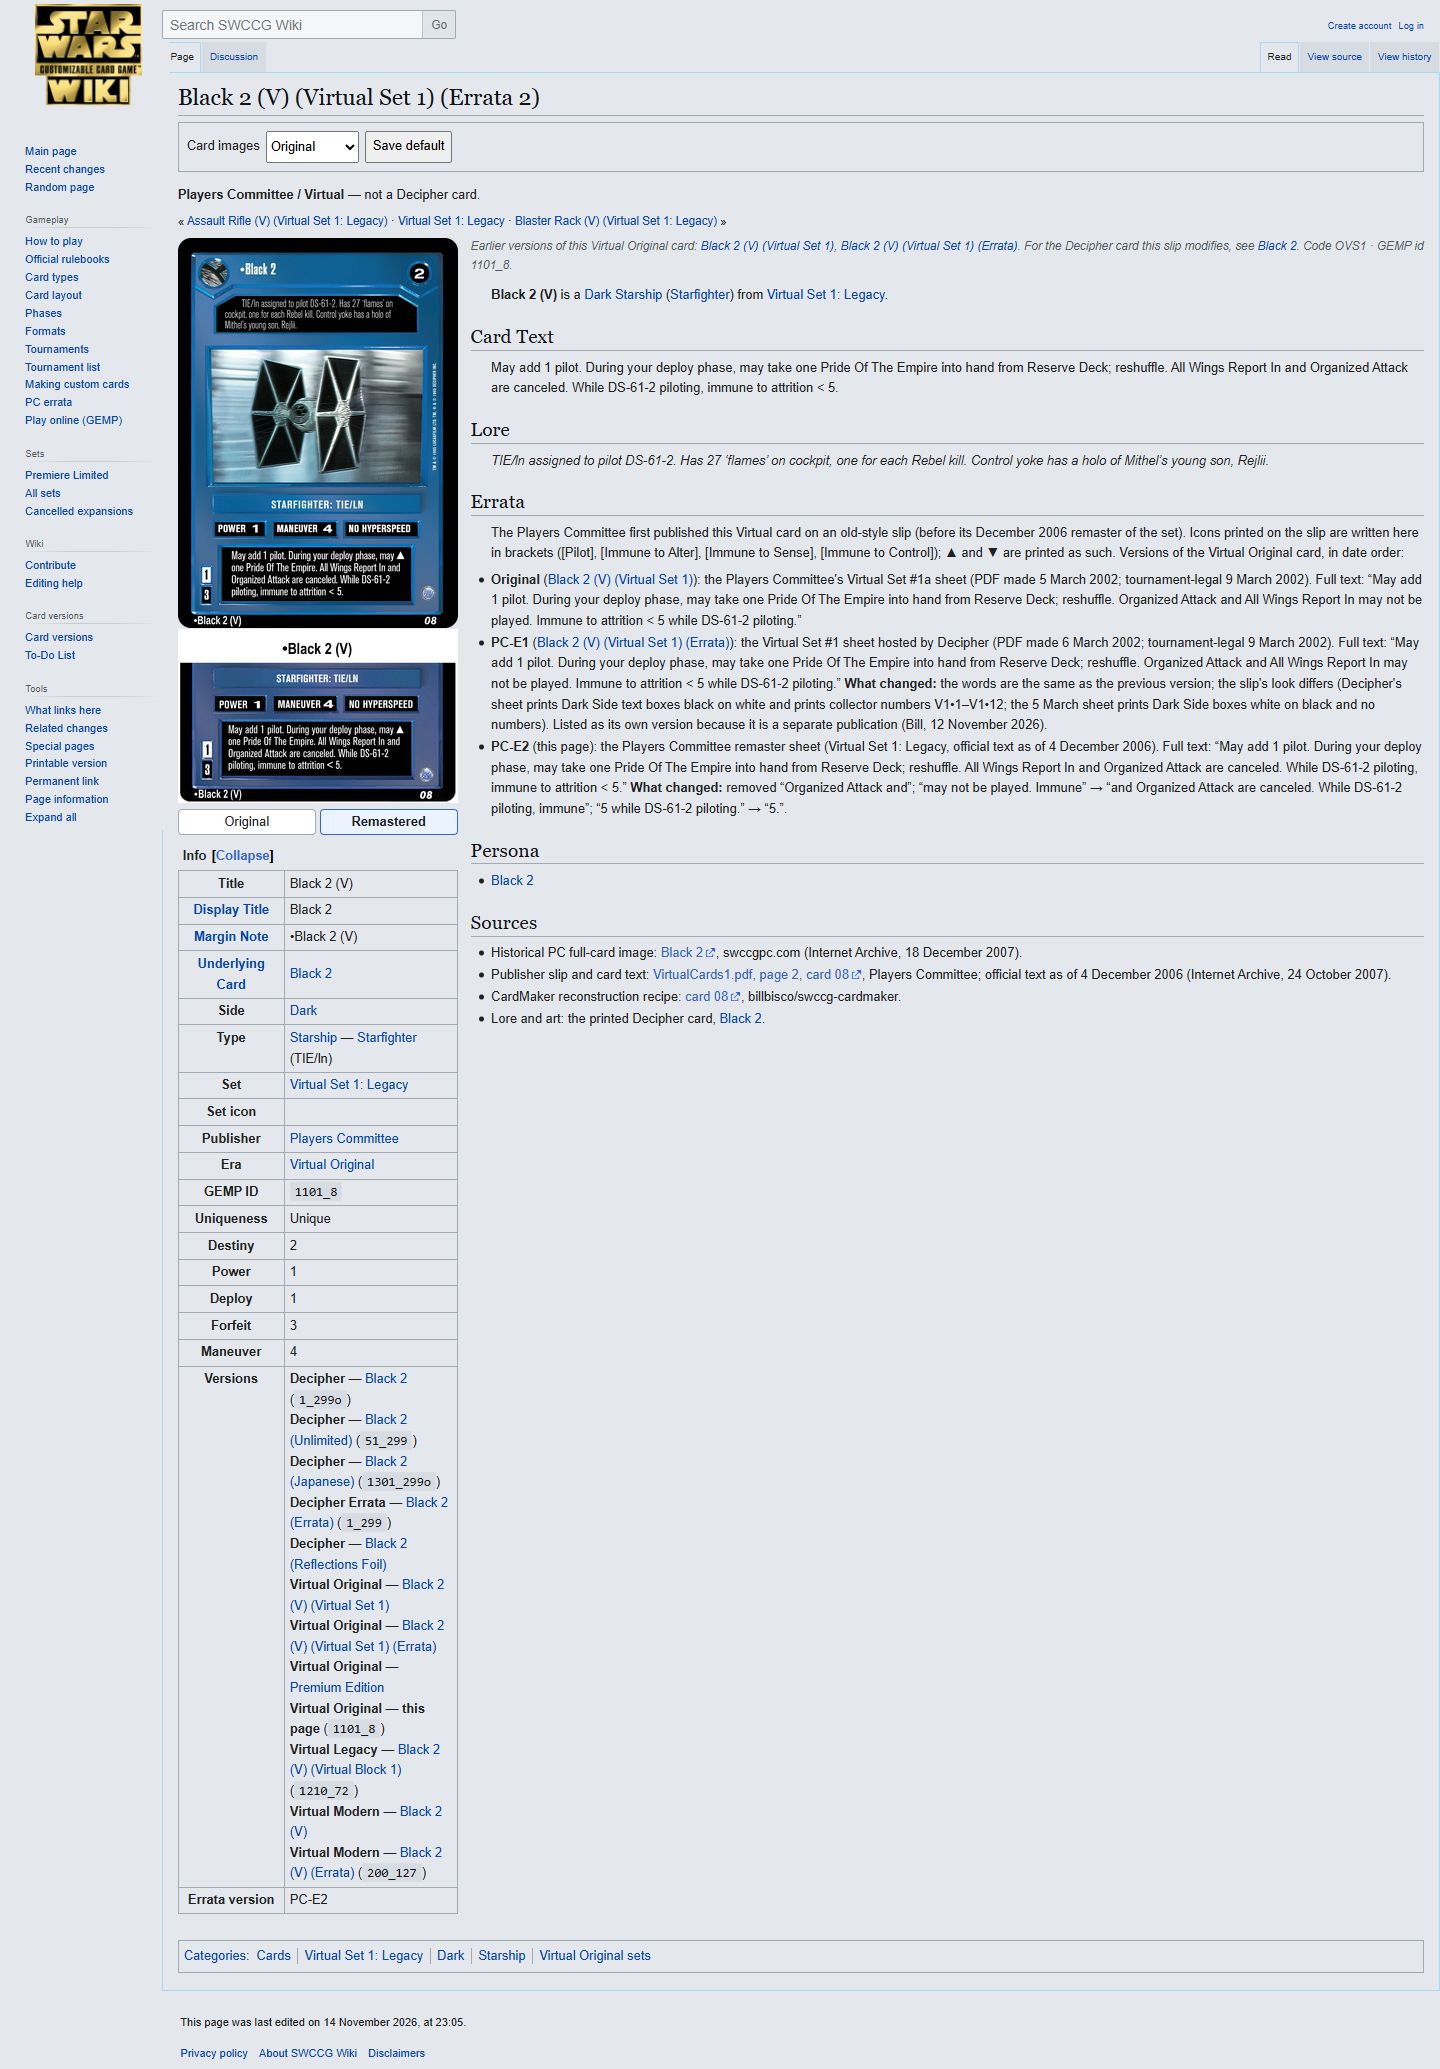 STAR
WARS
CUSTOMIZABLE CARD GAME
WIKI
Search SWCCG Wiki
Go
Create account Log in
Page Discussion
Read View source View history
Main page
Recent changes
Random page
Gameplay
How to play
Official rulebooks
Card types
Card layout
Phases
Formats
Tournaments
Tournament list
Making custom cards
PC errata
Play online (GEMP)
Sets
Premiere Limited
All sets
Cancelled expansions
Wiki
Contribute
Editing help
Card versions
Card versions
To-Do List
Tools
What links here
Related changes
Special pages
Printable version
Permanent link
Page information
Expand all
Black 2 (V) (Virtual Set 1) (Errata 2)
Card images Original Save default
Players Committee / Virtual — not a Decipher card.
« Assault Rifle (V) (Virtual Set 1: Legacy) · Virtual Set 1: Legacy · Blaster Rack (V) (Virtual Set 1: Legacy) »
•Black 2
2
TIE/ln assigned to pilot DS-61-2. Has 27 'flames' on
cockpit, one for each Rebel kill. Control yoke has a holo of
Mithel's young son, Rejlii.
STARFIGHTER: TIE/LN
POWER 1 MANEUVER 4 NO HYPERSPEED
May add 1 pilot. During your deploy phase, may ▲
one Pride Of The Empire. All Wings Report In and
Organized Attack are canceled. While DS-61-2
piloting, immune to attrition < 5.
1
3
•Black 2 (V) 08
•Black 2 (V)
STARFIGHTER: TIE/LN
POWER 1 MANEUVER 4 NO HYPERSPEED
May add 1 pilot. During your deploy phase, may ▲
one Pride Of The Empire. All Wings Report In and
Organized Attack are canceled. While DS-61-2
piloting, immune to attrition < 5.
1
3
•Black 2 (V) 08
Original Remastered
Info [Collapse]
Title Black 2 (V)
Display Title Black 2
Margin Note •Black 2 (V)
Underlying
Card Black 2
Side Dark
Type Starship — Starfighter
(TIE/ln)
Set Virtual Set 1: Legacy
Set icon
Publisher Players Committee
Era Virtual Original
GEMP ID 1101_8
Uniqueness Unique
Destiny 2
Power 1
Deploy 1
Forfeit 3
Maneuver 4
Versions Decipher — Black 2
( 1_299o )
Decipher — Black 2
(Unlimited) ( 51_299 )
Decipher — Black 2
(Japanese) ( 1301_299o )
Decipher Errata — Black 2
(Errata) ( 1_299 )
Decipher — Black 2
(Reflections Foil)
Virtual Original — Black 2
(V) (Virtual Set 1)
Virtual Original — Black 2
(V) (Virtual Set 1) (Errata)
Virtual Original —
Premium Edition
Virtual Original — this
page ( 1101_8 )
Virtual Legacy — Black 2
(V) (Virtual Block 1)
( 1210_72 )
Virtual Modern — Black 2
(V)
Virtual Modern — Black 2
(V) (Errata) ( 200_127 )
Errata version PC-E2
Earlier versions of this Virtual Original card: Black 2 (V) (Virtual Set 1), Black 2 (V) (Virtual Set 1) (Errata). For the Decipher card this slip modifies, see Black 2. Code OVS1 · GEMP id
1101_8.
Black 2 (V) is a Dark Starship (Starfighter) from Virtual Set 1: Legacy.
Card Text
May add 1 pilot. During your deploy phase, may take one Pride Of The Empire into hand from Reserve Deck; reshuffle. All Wings Report In and Organized Attack
are canceled. While DS-61-2 piloting, immune to attrition < 5.
Lore
TIE/ln assigned to pilot DS-61-2. Has 27 'flames' on cockpit, one for each Rebel kill. Control yoke has a holo of Mithel's young son, Rejlii.
Errata
The Players Committee first published this Virtual card on an old-style slip (before its December 2006 remaster of the set). Icons printed on the slip are written here
in brackets ([Pilot], [Immune to Alter], [Immune to Sense], [Immune to Control]); ▲ and ▼ are printed as such. Versions of the Virtual Original card, in date order:
• Original (Black 2 (V) (Virtual Set 1)): the Players Committee's Virtual Set #1a sheet (PDF made 5 March 2002; tournament-legal 9 March 2002). Full text: “May add
1 pilot. During your deploy phase, may take one Pride Of The Empire into hand from Reserve Deck; reshuffle. Organized Attack and All Wings Report In may not be
played. Immune to attrition < 5 while DS-61-2 piloting.”
• PC-E1 (Black 2 (V) (Virtual Set 1) (Errata)): the Virtual Set #1 sheet hosted by Decipher (PDF made 6 March 2002; tournament-legal 9 March 2002). Full text: “May
add 1 pilot. During your deploy phase, may take one Pride Of The Empire into hand from Reserve Deck; reshuffle. Organized Attack and All Wings Report In may
not be played. Immune to attrition < 5 while DS-61-2 piloting.” What changed: the words are the same as the previous version; the slip's look differs (Decipher's
sheet prints Dark Side text boxes black on white and prints collector numbers V1•1–V1•12; the 5 March sheet prints Dark Side boxes white on black and no
numbers). Listed as its own version because it is a separate publication (Bill, 12 November 2026).
• PC-E2 (this page): the Players Committee remaster sheet (Virtual Set 1: Legacy, official text as of 4 December 2006). Full text: “May add 1 pilot. During your deploy
phase, may take one Pride Of The Empire into hand from Reserve Deck; reshuffle. All Wings Report In and Organized Attack are canceled. While DS-61-2 piloting,
immune to attrition < 5.” What changed: removed “Organized Attack and”; “may not be played. Immune” → “and Organized Attack are canceled. While DS-61-2
piloting, immune”; “5 while DS-61-2 piloting.” → “5.”.
Persona
• Black 2
Sources
• Historical PC full-card image: Black 2, swccgpc.com (Internet Archive, 18 December 2007).
• Publisher slip and card text: VirtualCards1.pdf, page 2, card 08, Players Committee; official text as of 4 December 2006 (Internet Archive, 24 October 2007).
• CardMaker reconstruction recipe: card 08, billbisco/swccg-cardmaker.
• Lore and art: the printed Decipher card, Black 2.
Categories: Cards Virtual Set 1: Legacy Dark Starship Virtual Original sets
This page was last edited on 14 November 2026, at 23:05.
Privacy policy About SWCCG Wiki Disclaimers